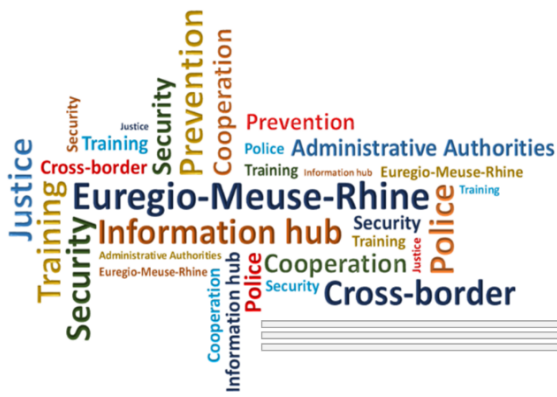 Prevention
Cooperation
Security
Security
Justice
Training
Prevention
Police
Administrative Authorities
Justice
Cross-border
Training
Information hub
Euregio-Meuse-Rhine
Training
Euregio-Meuse-Rhine
Training
Police
Security
Information hub
Security
Training
Justice
Administrative Authorities
Euregio-Meuse-Rhine
Cooperation
Information hub
Police
Cooperation
Security
Cross-border